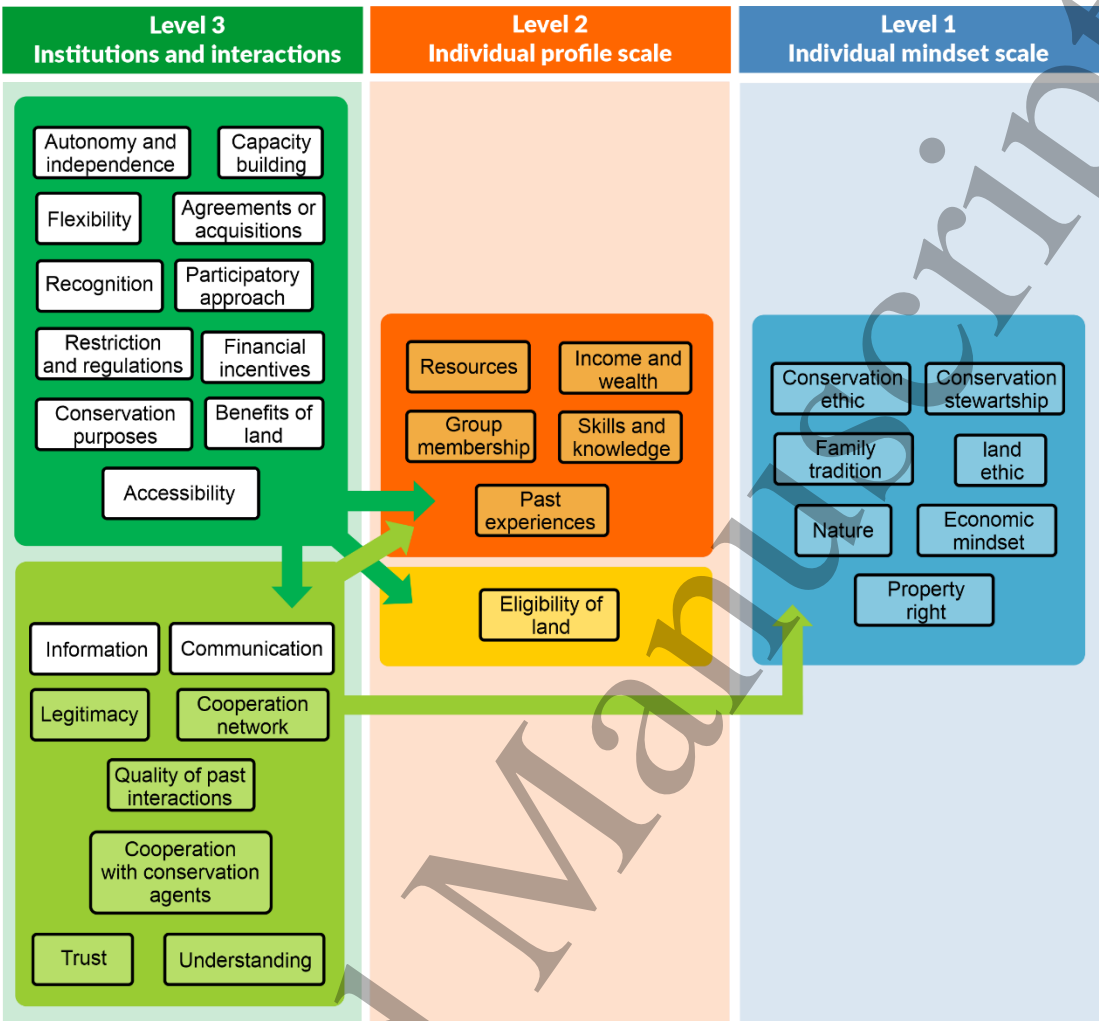 Level 3
Institutions and interactions
Level 2
Individual profile scale
Level 1
Individual mindset scale
Autonomy and
independence
Capacity
building
Flexibility
Agreements or
acquisitions
Recognition
Participatory
approach
Restriction
and regulations
Financial
incentives
Conservation
purposes
Benefits of
land
Accessibility
Information
Communication
Legitimacy
Cooperation
network
Quality of past
interactions
Cooperation
with conservation
agents
Trust
Understanding
Resources
Income and
wealth
Group
membership
Skills and
knowledge
Past
experiences
Eligibility of
land
Conservation
ethic
Conservation
stewartship
Family
tradition
land
ethic
Nature
Economic
mindset
Property
right
Manuscript